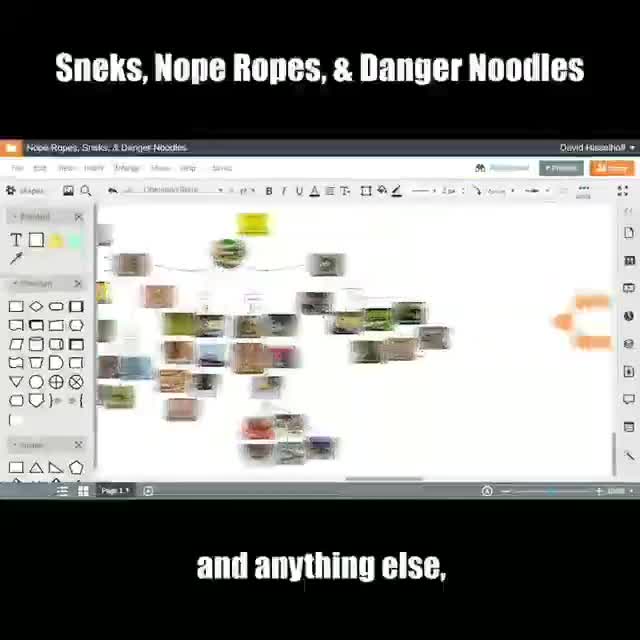 Sneks, Nope Ropes, & Danger Noodles
Nope Ropes, Sneks, & Danger Noodles
David Hasselhoff
File Edit View Insert Arrange Share Help
Shapes
Page 1
and anything else,